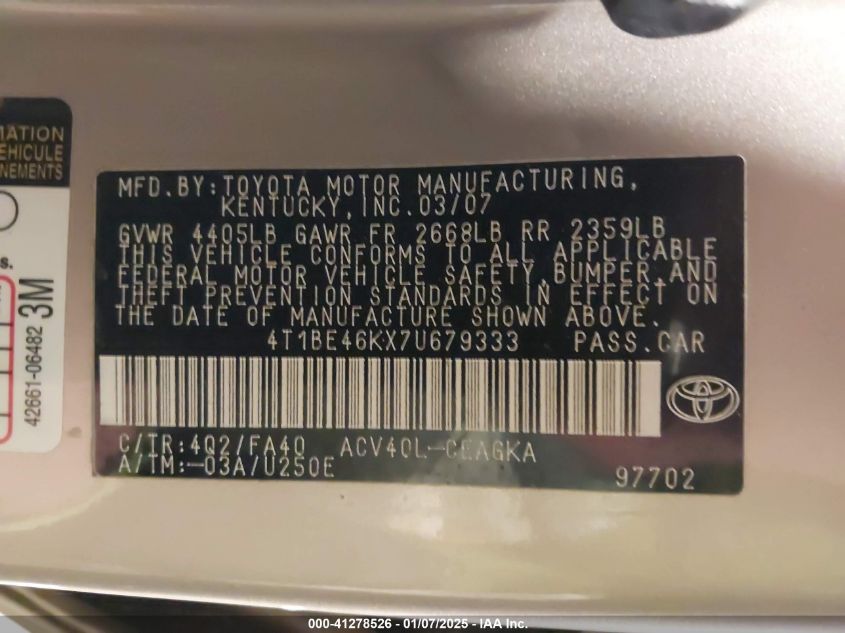 MATION
EHICULE
NEMENTS
s.
3M
42661-06482
MFD.BY:TOYOTA MOTOR MANUFACTURING,
KENTUCKY,INC.03/07
GVWR 4405LB GAWR FR 2668LB RR 2359LB
THIS VEHICLE CONFORMS TO ALL APPLICABLE
FEDERAL MOTOR VEHICLE SAFETY,BUMPER,AND
THEFT PREVENTION STANDARDS IN EFFECT ON
THE DATE OF MANUFACTURE SHOWN ABOVE.
4T1BE46KX7U679333 PASS.CAR
C/TR:4Q2/FA40 ACV40L-CEAGKA
A/TM:-03A/U250E
97702
000-41278526 - 01/07/2025 - IAA Inc.